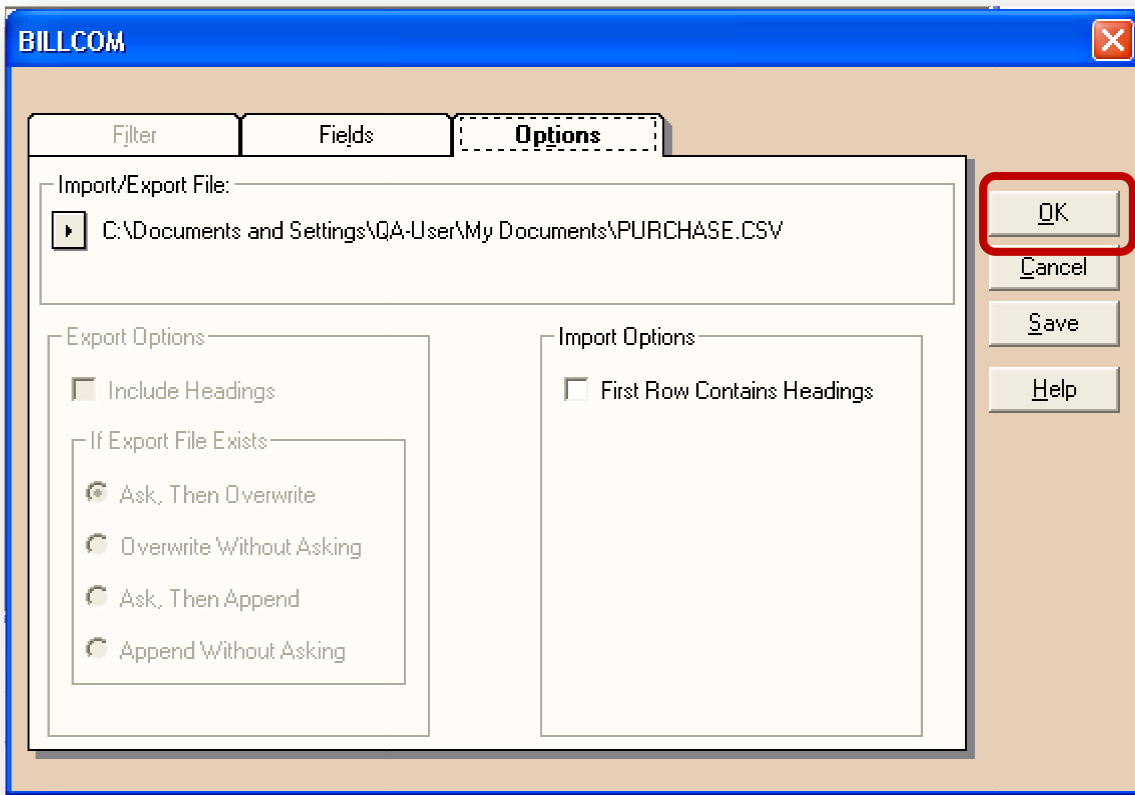 BILLCOM
Filter
Fields
Options
Import/Export File:
C:\Documents and Settings\QA-User\My Documents\PURCHASE.CSV
OK
Cancel
Save
Help
Export Options
Include Headings
If Export File Exists
Ask, Then Overwrite
Overwrite Without Asking
Ask, Then Append
Append Without Asking
Import Options
First Row Contains Headings